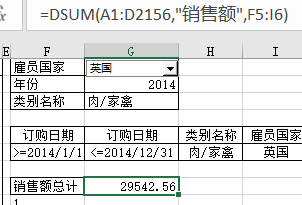 =DSUM(A1:D2156,"销售额",F5:I6)
F G H I
雇员国家 英国
年份 2014
类别名称 肉/家禽
订购日期 订购日期 类别名称 雇员国家
>=2014/1/1 <=2014/12/31 肉/家禽 英国
销售额总计 29542.56